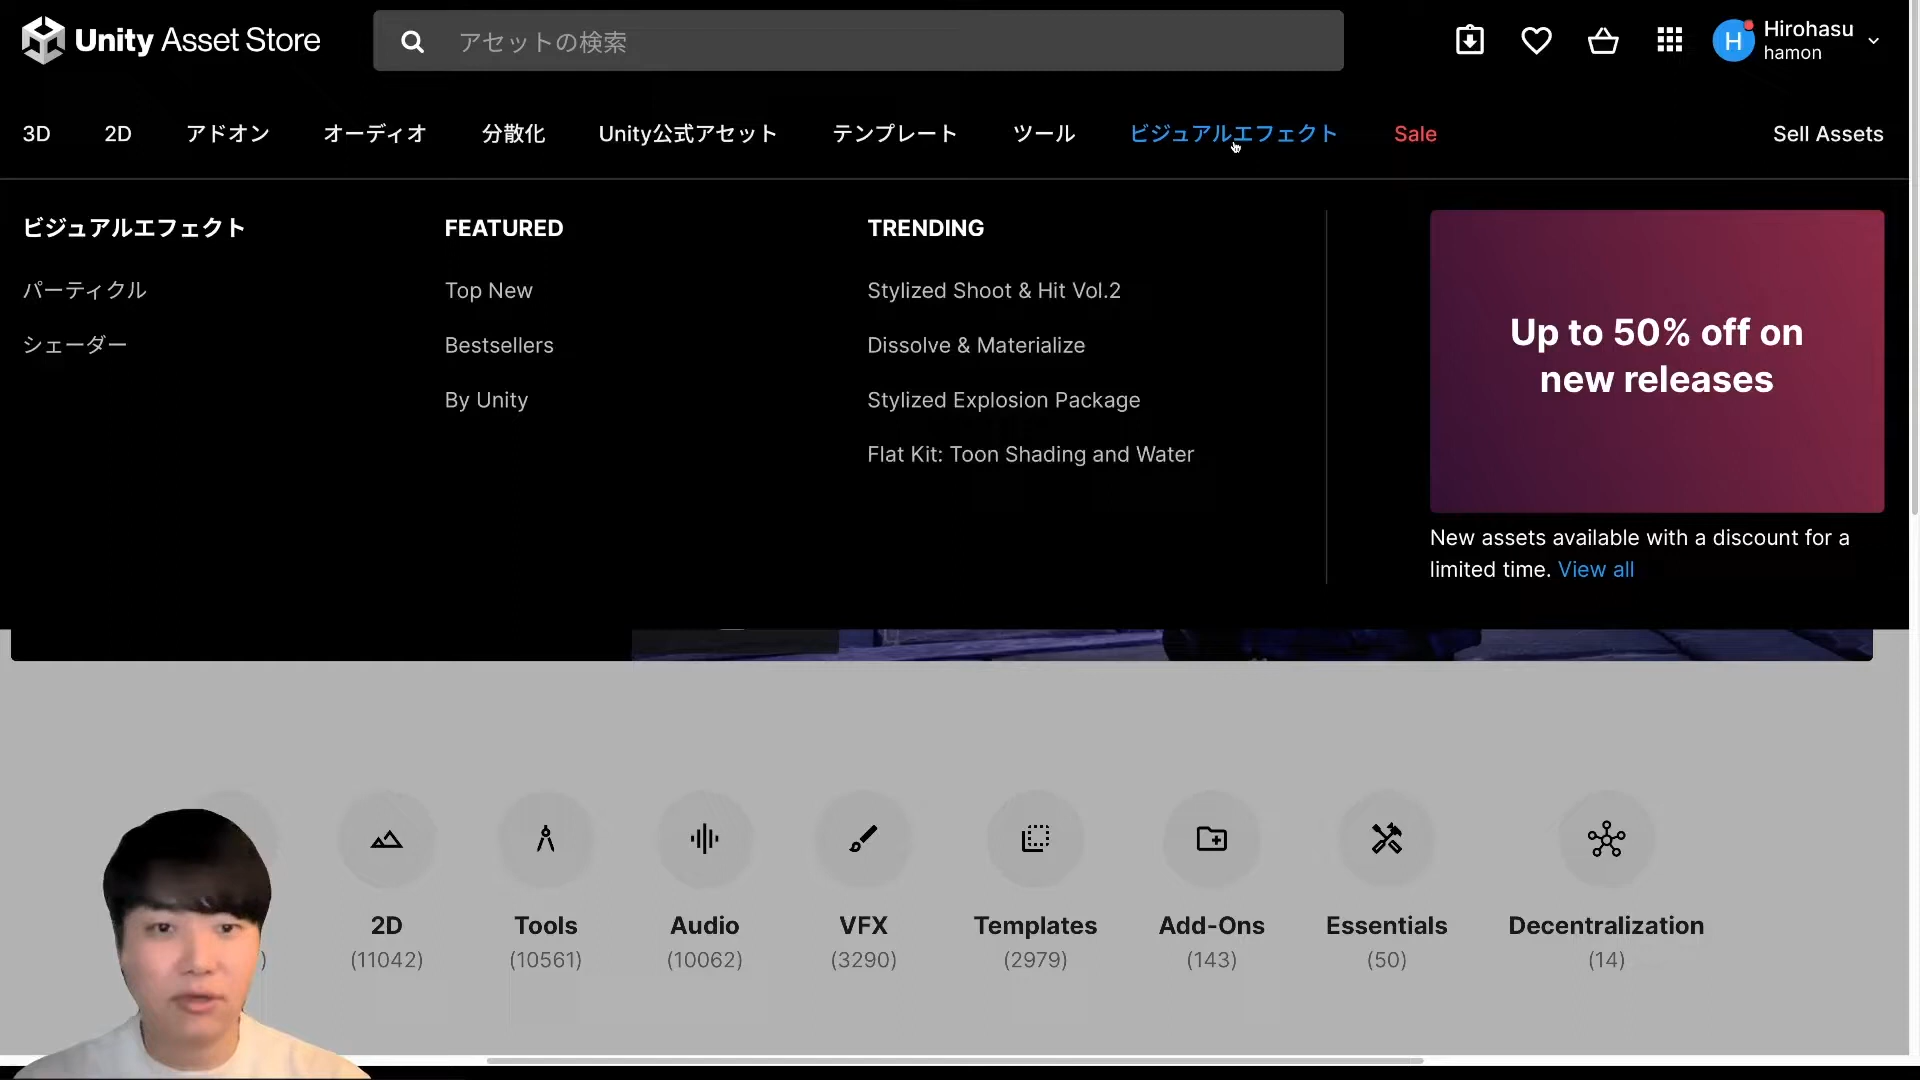 Unity Asset Store
アセットの検索
H
Hirohasu
hamon
3D
2D
アドオン
オーディオ
分散化
Unity公式アセット
テンプレート
ツール
ビジュアルエフェクト
Sale
Sell Assets
ビジュアルエフェクト
パーティクル
シェーダー
FEATURED
Top New
Bestsellers
By Unity
TRENDING
Stylized Shoot & Hit Vol.2
Dissolve & Materialize
Stylized Explosion Package
Flat Kit: Toon Shading and Water
Up to 50% off on
new releases
New assets available with a discount for a
limited time. View all
2D
(11042)
Tools
(10561)
Audio
(10062)
VFX
(3290)
Templates
(2979)
Add-Ons
(143)
Essentials
(50)
Decentralization
(14)